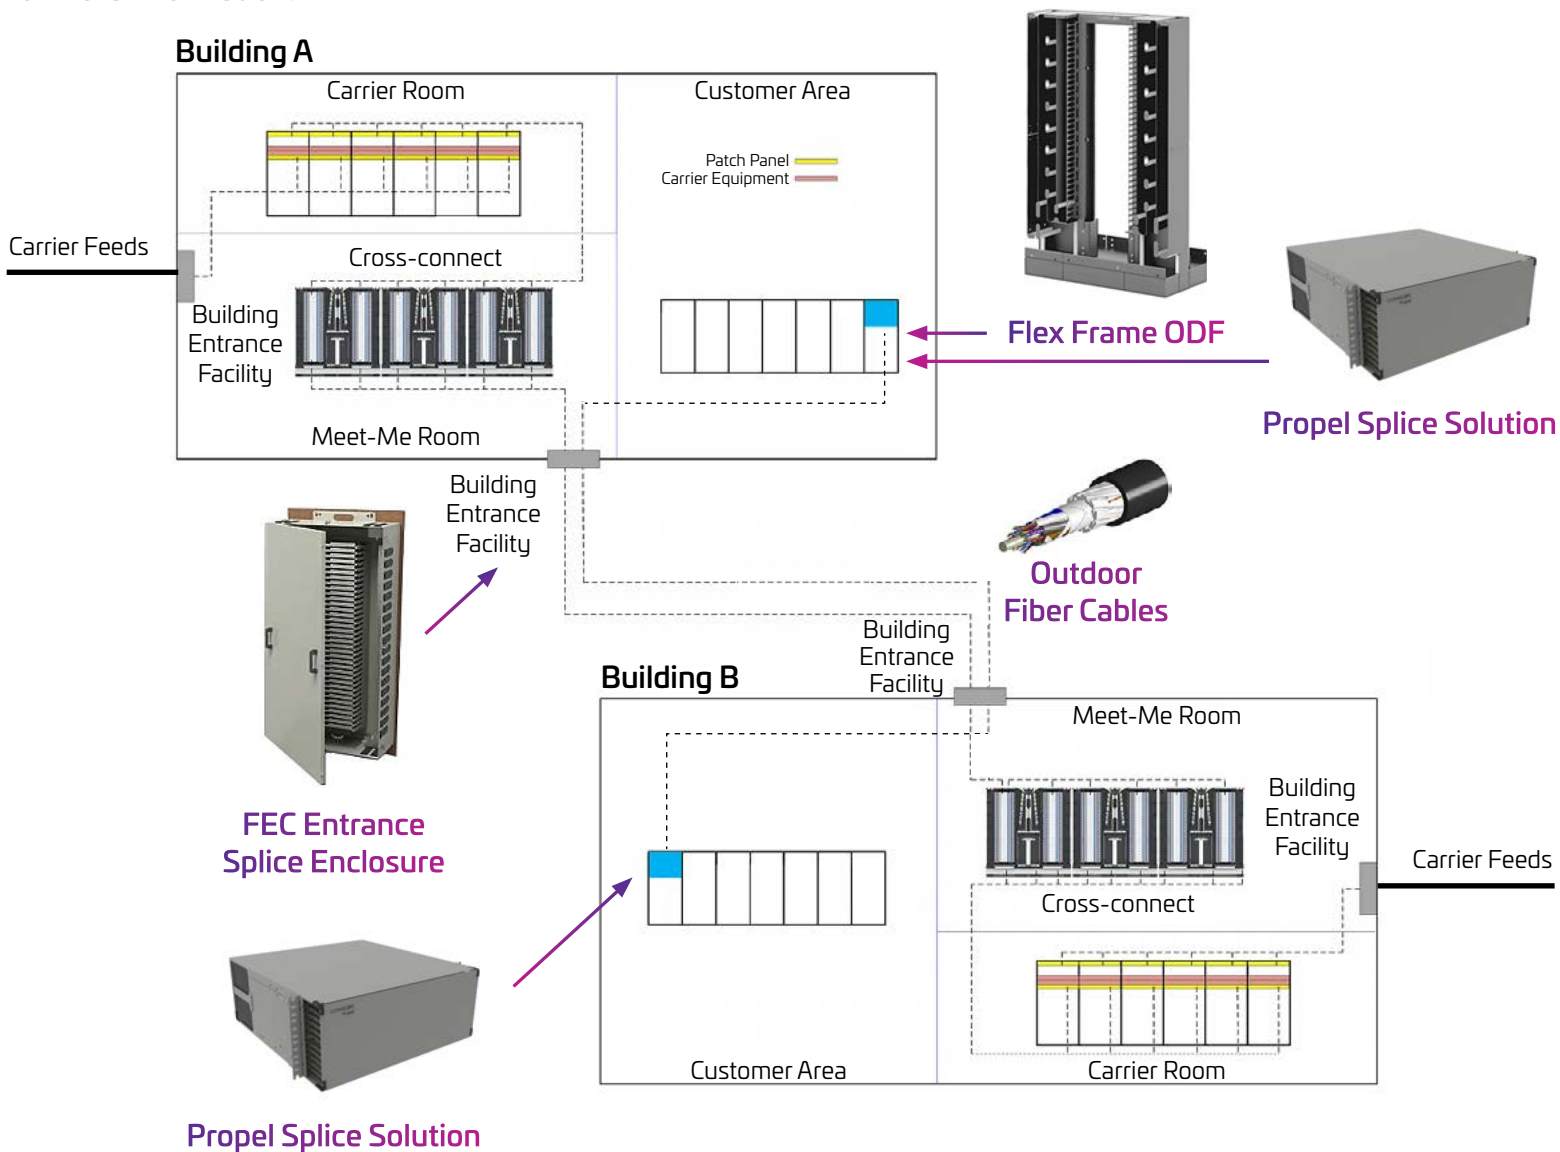 Building A
Carrier Room
Customer Area
Patch Panel
Carrier Equipment
Carrier Feeds
Cross-connect
Building
Entrance
Facility
Flex Frame ODF
Propel Splice Solution
Meet-Me Room
Building
Entrance
Facility
Outdoor
Fiber Cables
Building
Entrance
Facility
Building B
Meet-Me Room
FEC Entrance
Splice Enclosure
Building
Entrance
Facility
Carrier Feeds
Cross-connect
Customer Area
Carrier Room
Propel Splice Solution